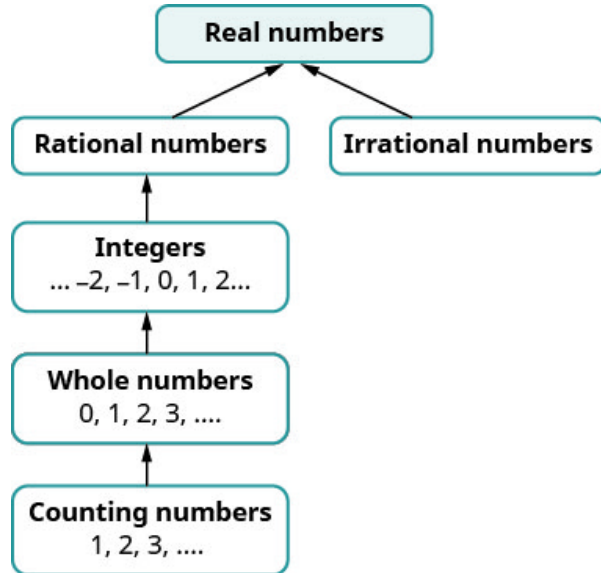 Real numbers
Rational numbers
Irrational numbers
Integers
... –2, –1, 0, 1, 2...
Whole numbers
0, 1, 2, 3, ....
Counting numbers
1, 2, 3, ....